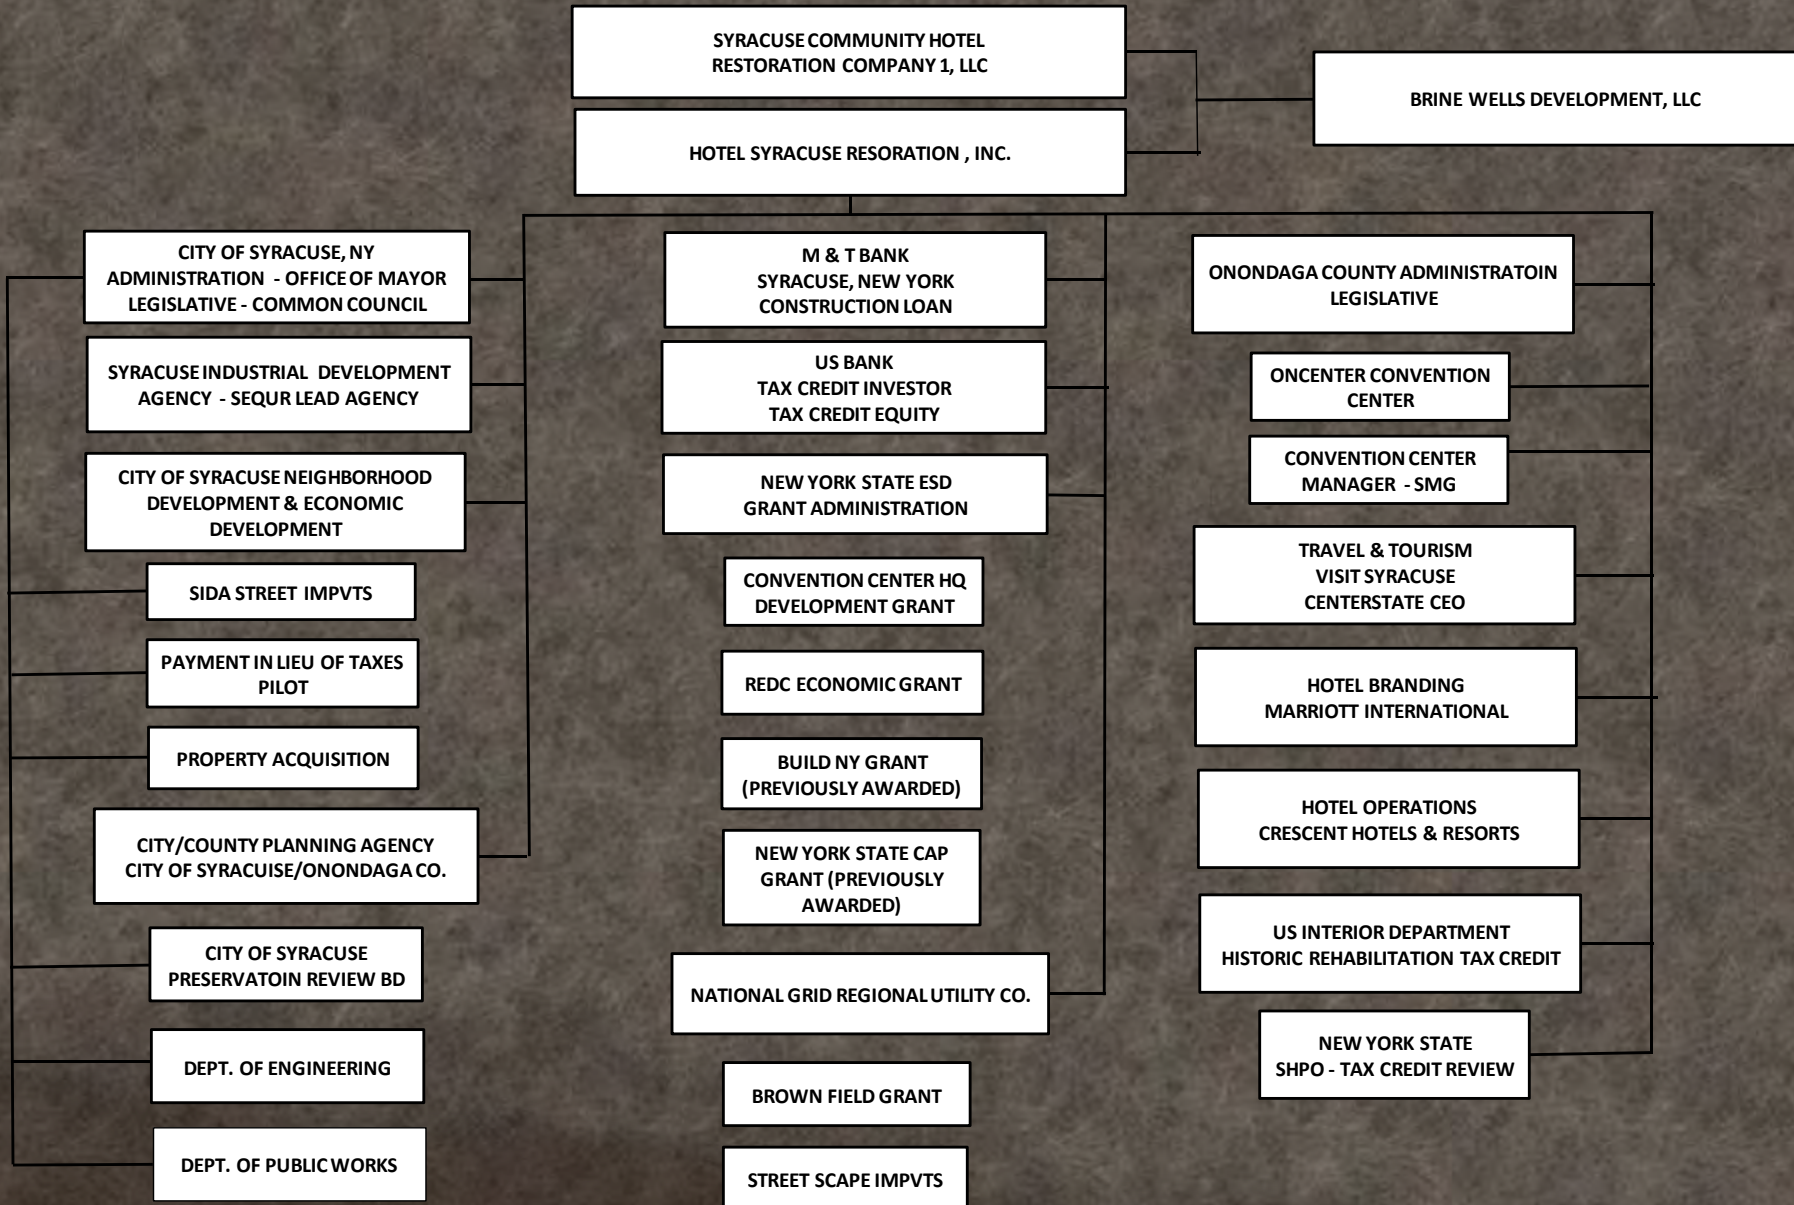 SYRACUSE COMMUNITY HOTEL
RESTORATION COMPANY 1, LLC
BRINE WELLS DEVELOPMENT, LLC
HOTEL SYRACUSE RESORATION , INC.
CITY OF SYRACUSE, NY
ADMINISTRATION - OFFICE OF MAYOR
LEGISLATIVE - COMMON COUNCIL
SYRACUSE INDUSTRIAL DEVELOPMENT
AGENCY - SEQUR LEAD AGENCY
CITY OF SYRACUSE NEIGHBORHOOD
DEVELOPMENT & ECONOMIC
DEVELOPMENT
SIDA STREET IMPVTS
PAYMENT IN LIEU OF TAXES
PILOT
PROPERTY ACQUISITION
CITY/COUNTY PLANNING AGENCY
CITY OF SYRACUISE/ONONDAGA CO.
CITY OF SYRACUSE
PRESERVATOIN REVIEW BD
DEPT. OF ENGINEERING
DEPT. OF PUBLIC WORKS
M & T BANK
SYRACUSE, NEW YORK
CONSTRUCTION LOAN
US BANK
TAX CREDIT INVESTOR
TAX CREDIT EQUITY
NEW YORK STATE ESD
GRANT ADMINISTRATION
CONVENTION CENTER HQ
DEVELOPMENT GRANT
REDC ECONOMIC GRANT
BUILD NY GRANT
(PREVIOUSLY AWARDED)
NEW YORK STATE CAP
GRANT (PREVIOUSLY
AWARDED)
NATIONAL GRID REGIONAL UTILITY CO.
BROWN FIELD GRANT
STREET SCAPE IMPVTS
ONONDAGA COUNTY ADMINISTRATOIN
LEGISLATIVE
ONCENTER CONVENTION
CENTER
CONVENTION CENTER
MANAGER - SMG
TRAVEL & TOURISM
VISIT SYRACUSE
CENTERSTATE CEO
HOTEL BRANDING
MARRIOTT INTERNATIONAL
HOTEL OPERATIONS
CRESCENT HOTELS & RESORTS
US INTERIOR DEPARTMENT
HISTORIC REHABILITATION TAX CREDIT
NEW YORK STATE
SHPO - TAX CREDIT REVIEW